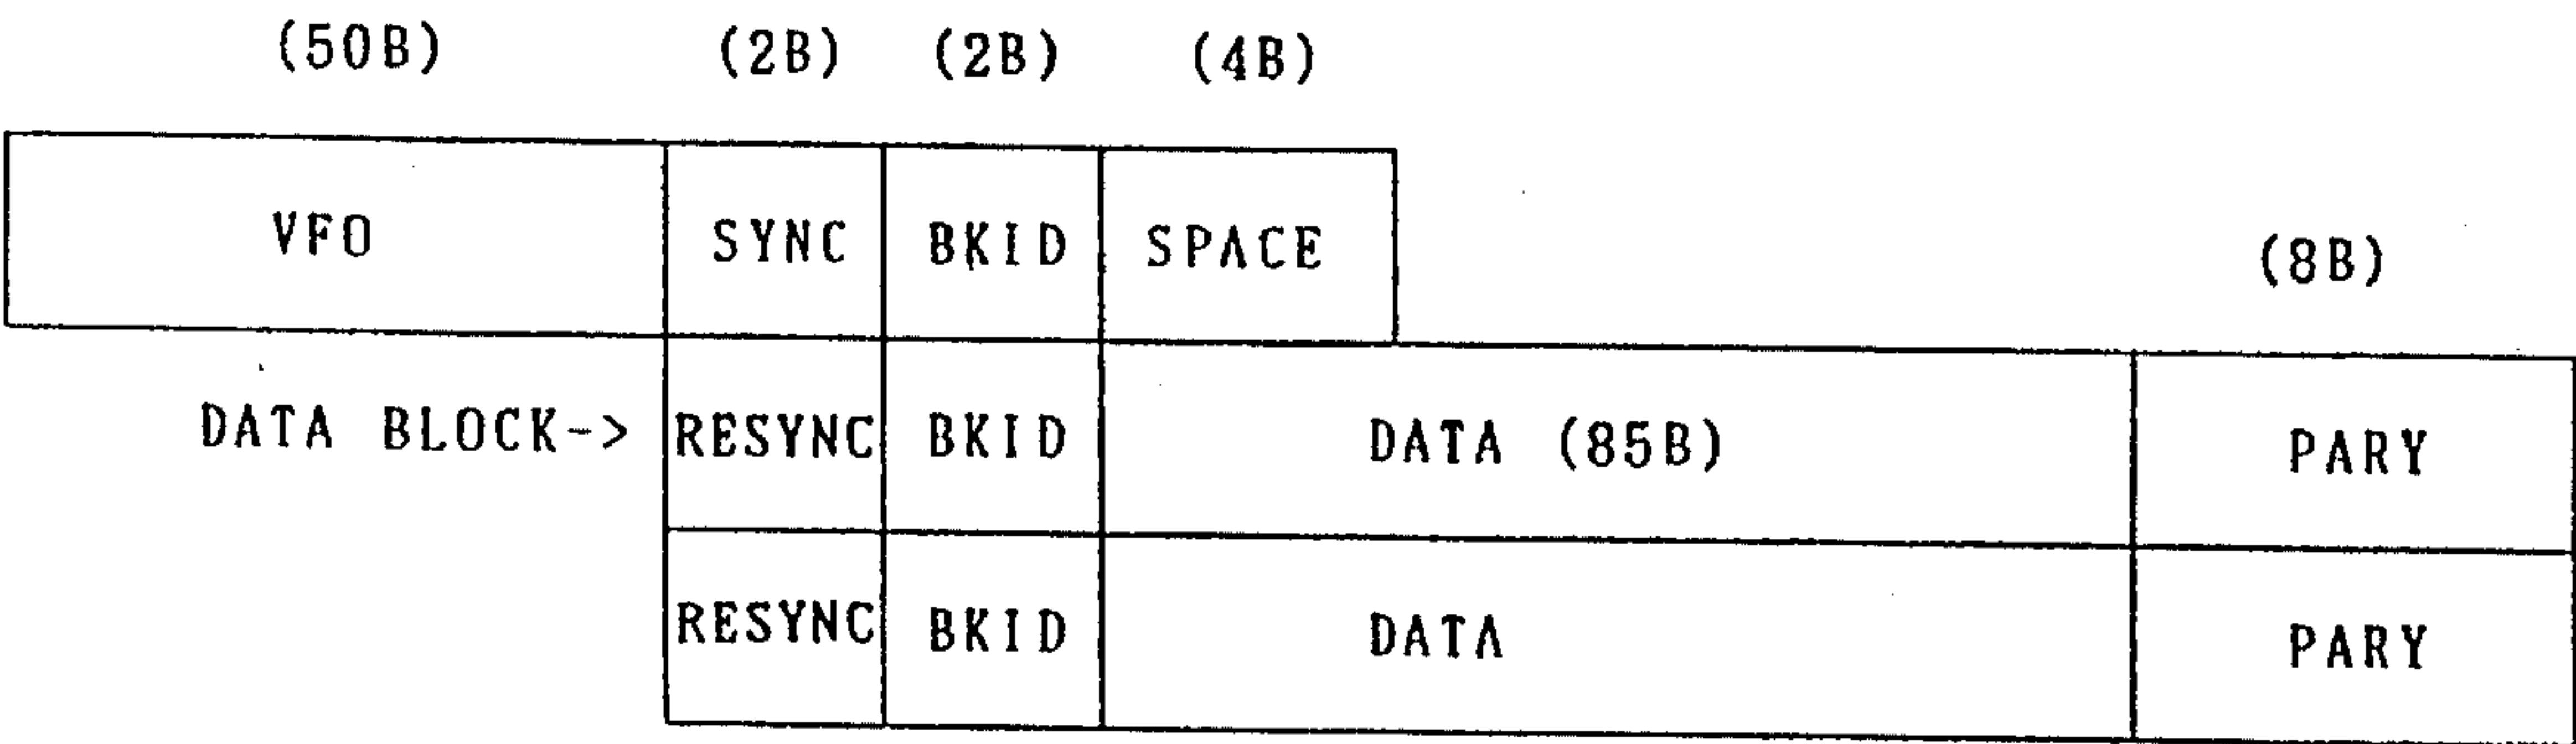 (50B) (2B) (2B) (4B)
VFO SYNC BKID SPACE (8B)
DATA BLOCK-> RESYNC BKID DATA (85B) PARY
RESYNC BKID DATA PARY